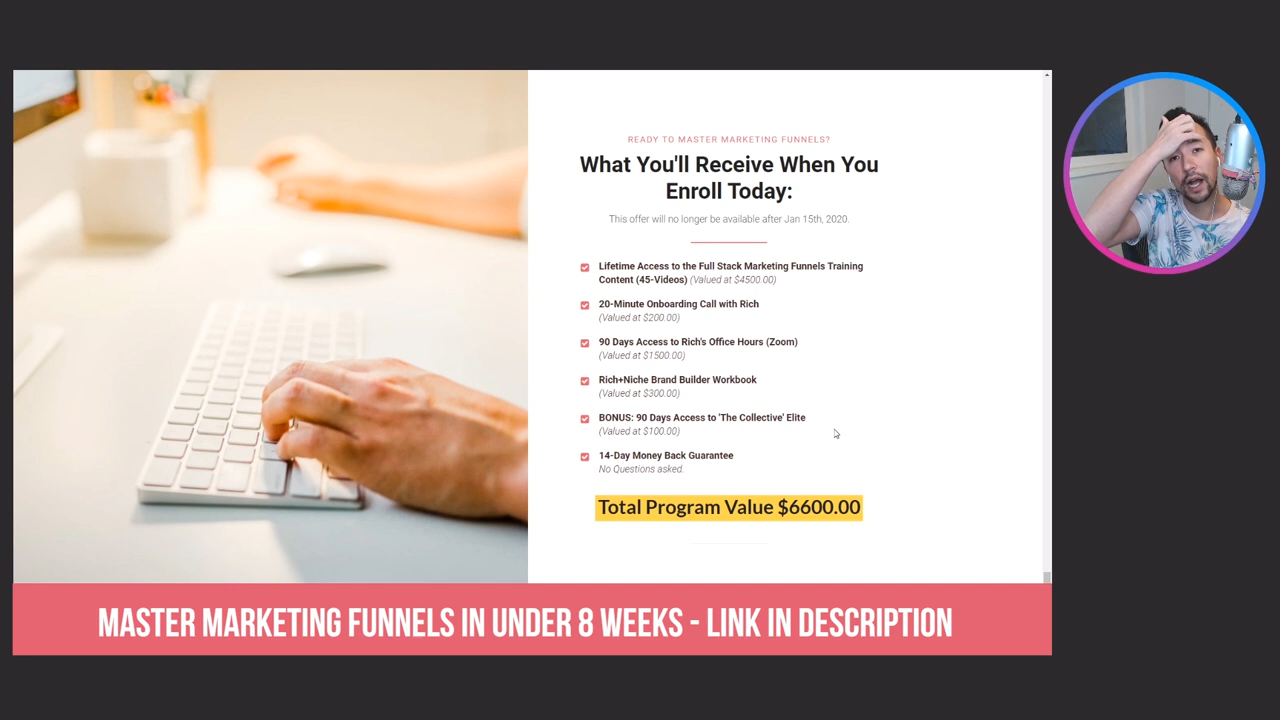 READY TO MASTER MARKETING FUNNELS?
What You'll Receive When You
Enroll Today:
This offer will no longer be available after Jan 15th, 2020.
Lifetime Access to the Full Stack Marketing Funnels Training
Content (45-Videos) (Valued at $4500.00)
20-Minute Onboarding Call with Rich
(Valued at $200.00)
90 Days Access to Rich's Office Hours (Zoom)
(Valued at $1500.00)
Rich+Niche Brand Builder Workbook
(Valued at $300.00)
BONUS: 90 Days Access to 'The Collective' Elite
(Valued at $100.00)
14-Day Money Back Guarantee
No Questions asked.
Total Program Value $6600.00
MASTER MARKETING FUNNELS IN UNDER 8 WEEKS - LINK IN DESCRIPTION